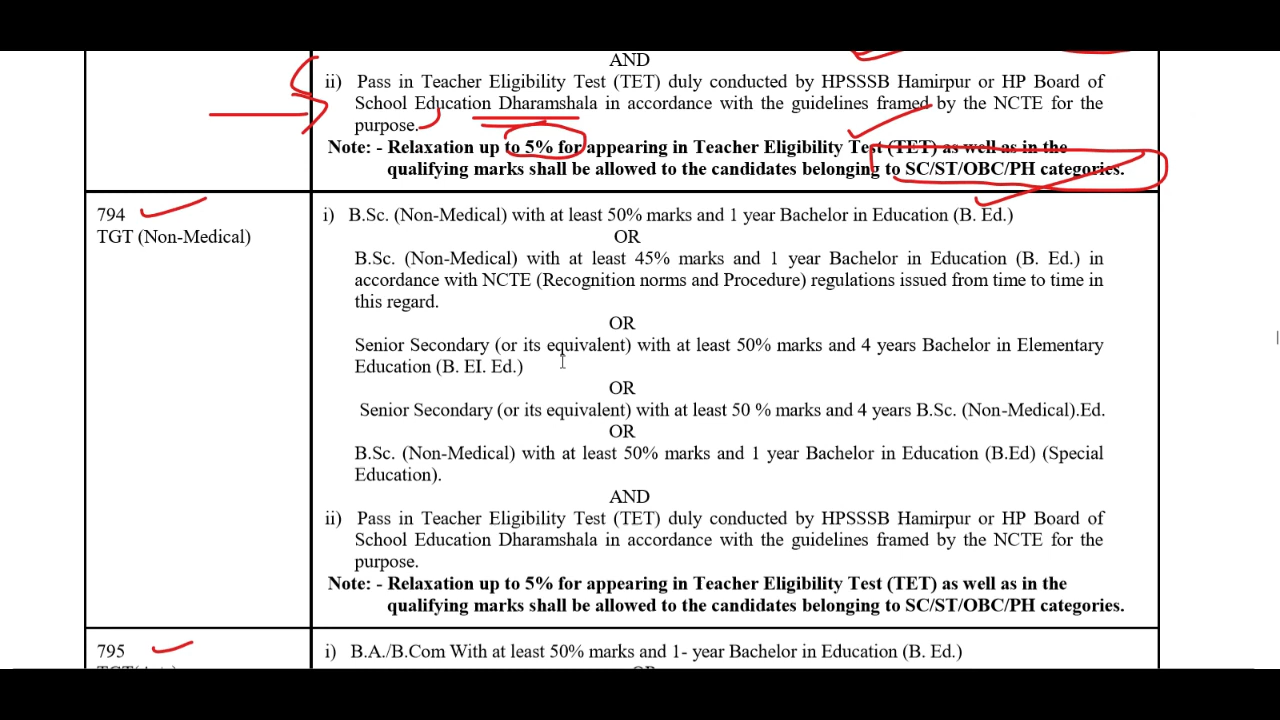 AND
ii) Pass in Teacher Eligibility Test (TET) duly conducted by HPSSSB Hamirpur or HP Board of
School Education Dharamshala in accordance with the guidelines framed by the NCTE for the
purpose.
Note: - Relaxation up to 5% for appearing in Teacher Eligibility Test (TET) as well as in the
qualifying marks shall be allowed to the candidates belonging to SC/ST/OBC/PH categories.
794
TGT (Non-Medical)
i) B.Sc. (Non-Medical) with at least 50% marks and 1 year Bachelor in Education (B. Ed.)
OR
B.Sc. (Non-Medical) with at least 45% marks and 1 year Bachelor in Education (B. Ed.) in
accordance with NCTE (Recognition norms and Procedure) regulations issued from time to time in
this regard.
OR
Senior Secondary (or its equivalent) with at least 50% marks and 4 years Bachelor in Elementary
Education (B. EI. Ed.)
OR
Senior Secondary (or its equivalent) with at least 50 % marks and 4 years B.Sc. (Non-Medical).Ed.
OR
B.Sc. (Non-Medical) with at least 50% marks and 1 year Bachelor in Education (B.Ed) (Special
Education).
AND
ii) Pass in Teacher Eligibility Test (TET) duly conducted by HPSSSB Hamirpur or HP Board of
School Education Dharamshala in accordance with the guidelines framed by the NCTE for the
purpose.
Note: - Relaxation up to 5% for appearing in Teacher Eligibility Test (TET) as well as in the
qualifying marks shall be allowed to the candidates belonging to SC/ST/OBC/PH categories.
795
i) B.A./B.Com With at least 50% marks and 1- year Bachelor in Education (B. Ed.)